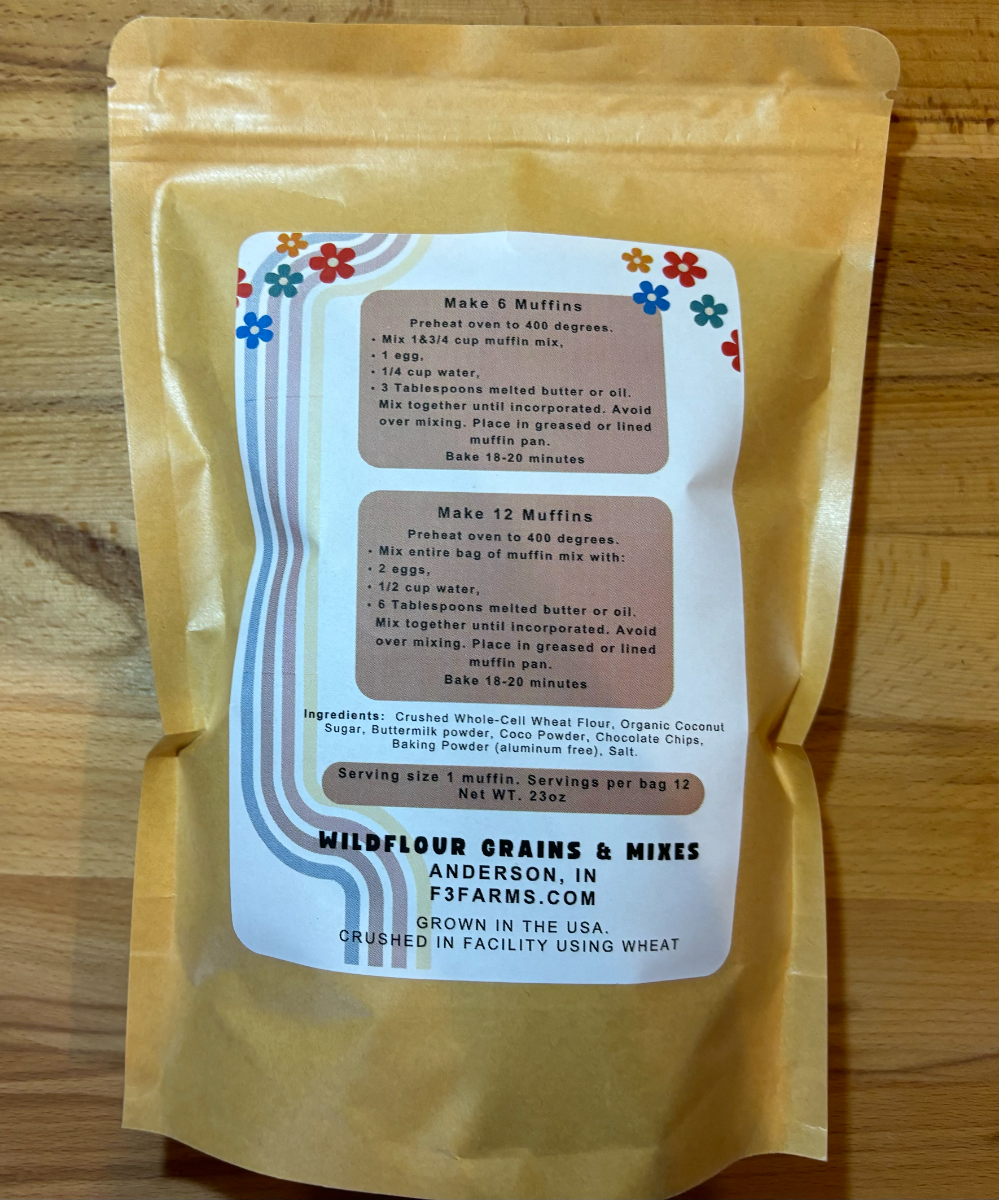 Make 6 Muffins
Preheat oven to 400 degrees.
• Mix 1&3/4 cup muffin mix,
• 1 egg,
• 1/4 cup water,
• 3 Tablespoons melted butter or oil.
Mix together until incorporated. Avoid
over mixing. Place in greased or lined
muffin pan.
Bake 18-20 minutes
Make 12 Muffins
Preheat oven to 400 degrees.
• Mix entire bag of muffin mix with:
• 2 eggs,
• 1/2 cup water,
• 6 Tablespoons melted butter or oil.
Mix together until incorporated. Avoid
over mixing. Place in greased or lined
muffin pan.
Bake 18-20 minutes
Ingredients: Crushed Whole-Cell Wheat Flour, Organic Coconut
Sugar, Buttermilk powder, Coco Powder, Chocolate Chips,
Baking Powder (aluminum free), Salt.
Serving size 1 muffin. Servings per bag 12
Net WT. 23oz
WILDFLOUR GRAINS & MIXES
ANDERSON, IN
F3FARMS.COM
GROWN IN THE USA.
CRUSHED IN FACILITY USING WHEAT